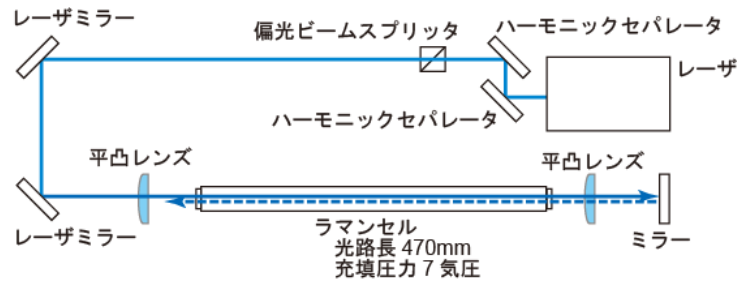 レーザミラー
偏光ビームスプリッタ
ハーモニックセパレータ
レーザ
ハーモニックセパレータ
平凸レンズ
平凸レンズ
レーザミラー
ラマンセル
光路長 470mm
充填圧力 7 気圧
ミラー